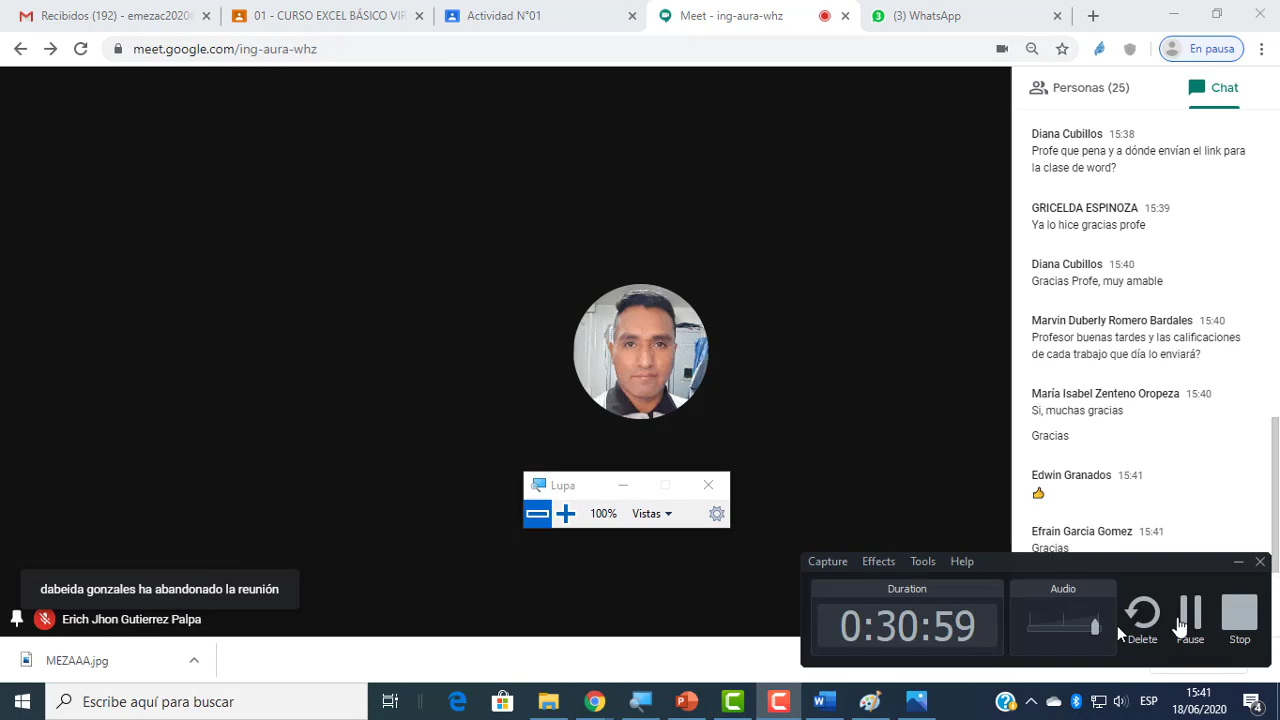 Recibidos (192) - emezac2020@
01 - CURSO EXCEL BÁSICO VIR
Actividad N°01
Meet - ing-aura-whz
(3) WhatsApp
meet.google.com/ing-aura-whz
En pausa
Personas (25)
Chat
Diana Cubillos 15:38
Profe que pena y a dónde envían el link para
la clase de word?
GRICELDA ESPINOZA 15:39
Ya lo hice gracias profe
Diana Cubillos 15:40
Gracias Profe, muy amable
Marvin Duberly Romero Bardales 15:40
Profesor buenas tardes y las calificaciones
de cada trabajo que día lo enviará?
María Isabel Zenteno Oropeza 15:40
Si, muchas gracias
Gracias
Edwin Granados 15:41
👍
Efrain Garcia Gomez 15:41
Gracias
Lupa
100% Vistas
Capture Effects Tools Help
Duration
Audio
0:30:59
Delete
Pause
Stop
dabeida gonzales ha abandonado la reunión
Erich Jhon Gutierrez Palpa
MEZAAA.jpg
Escribe aquí para buscar
ESP
15:41
18/06/2020
4